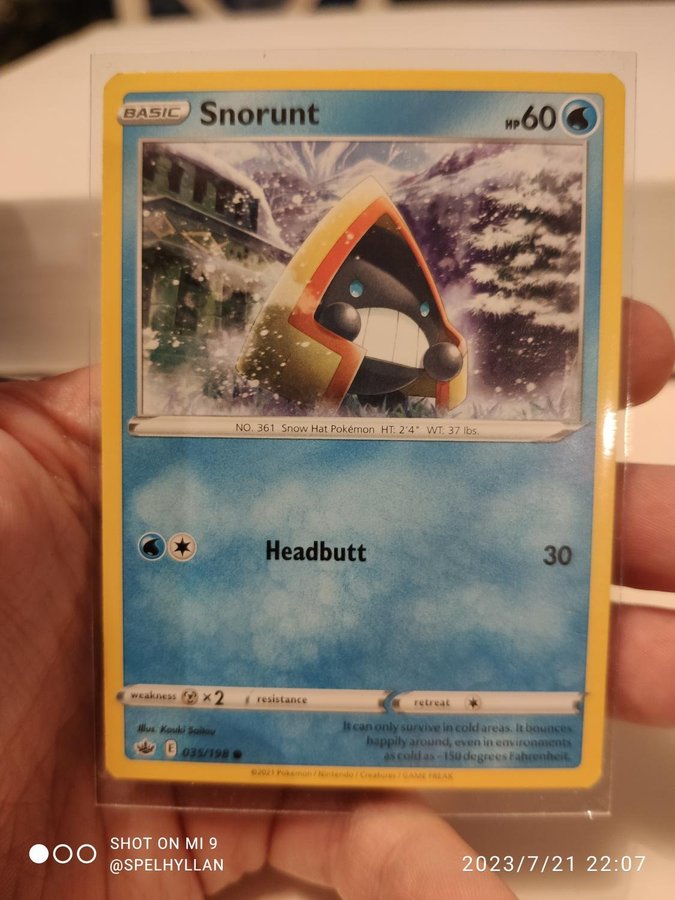 BASIC Snorunt HP 60
NO. 361 Snow Hat Pokémon HT: 2'4" WT: 37 lbs.
Headbutt 30
weakness ×2 resistance retreat
Illus. Kouki Saitou
It can only survive in cold areas. It bounces
happily around, even in environments
as cold as -150 degrees Fahrenheit.
E 035/198
©2021 Pokémon / Nintendo / Creatures / GAME FREAK
SHOT ON MI 9
@SPELHYLLAN
2023/7/21 22:07